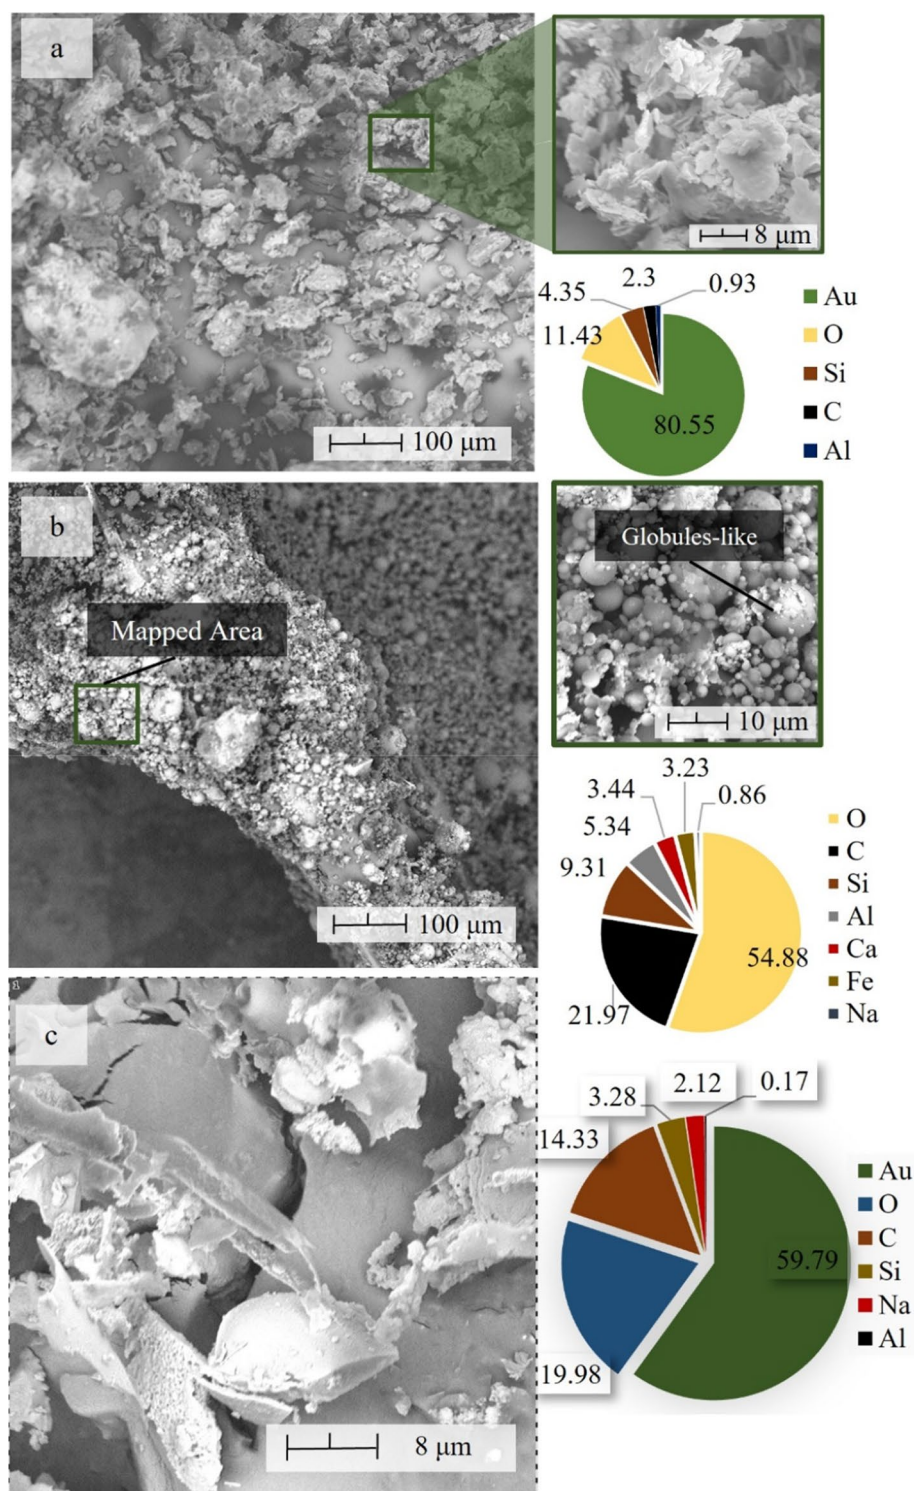 a
8 μm
100 μm
2.3
0.93
4.35
11.43
80.55
Au
O
Si
C
Al
b
Mapped Area
100 μm
Globules-like
10 μm
3.23
3.44
0.86
5.34
9.31
54.88
21.97
O
C
Si
Al
Ca
Fe
Na
c
8 μm
2.12
0.17
3.28
14.33
59.79
19.98
Au
O
C
Si
Na
Al